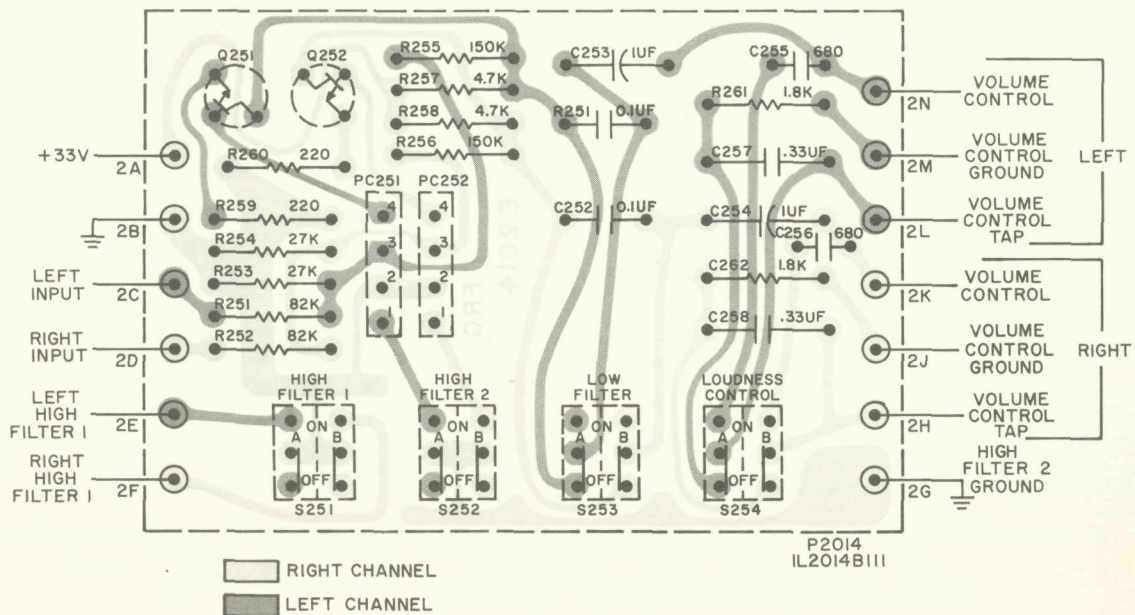 Q251
Q252
R255 150K
R257 4.7K
R258 4.7K
R256 150K
C253 1UF
C255 680
R251 0.1UF
R261 1.8K
C257 .33UF
C252 0.1UF
C254 1UF
C256 680
C262 1.8K
C258 .33UF
R260 220
R259 220
R254 27K
R253 27K
R251 82K
R252 82K
PC251 PC252
4 4
3 3
2 2
1 1
+33V 2A
2B
LEFT INPUT 2C
RIGHT INPUT 2D
LEFT HIGH FILTER 1 2E
RIGHT HIGH FILTER 1 2F
2N VOLUME CONTROL
2M VOLUME CONTROL GROUND
2L VOLUME CONTROL TAP
LEFT
2K VOLUME CONTROL
2J VOLUME CONTROL GROUND
2H VOLUME CONTROL TAP
RIGHT
2G HIGH FILTER 2 GROUND
HIGH FILTER 1
ON
A B
OFF
S251
HIGH FILTER 2
ON
A B
OFF
S252
LOW FILTER
ON
A B
OFF
S253
LOUDNESS CONTROL
ON
A B
OFF
S254
E 2014
FRG
P2014
1L2014B111
RIGHT CHANNEL
LEFT CHANNEL